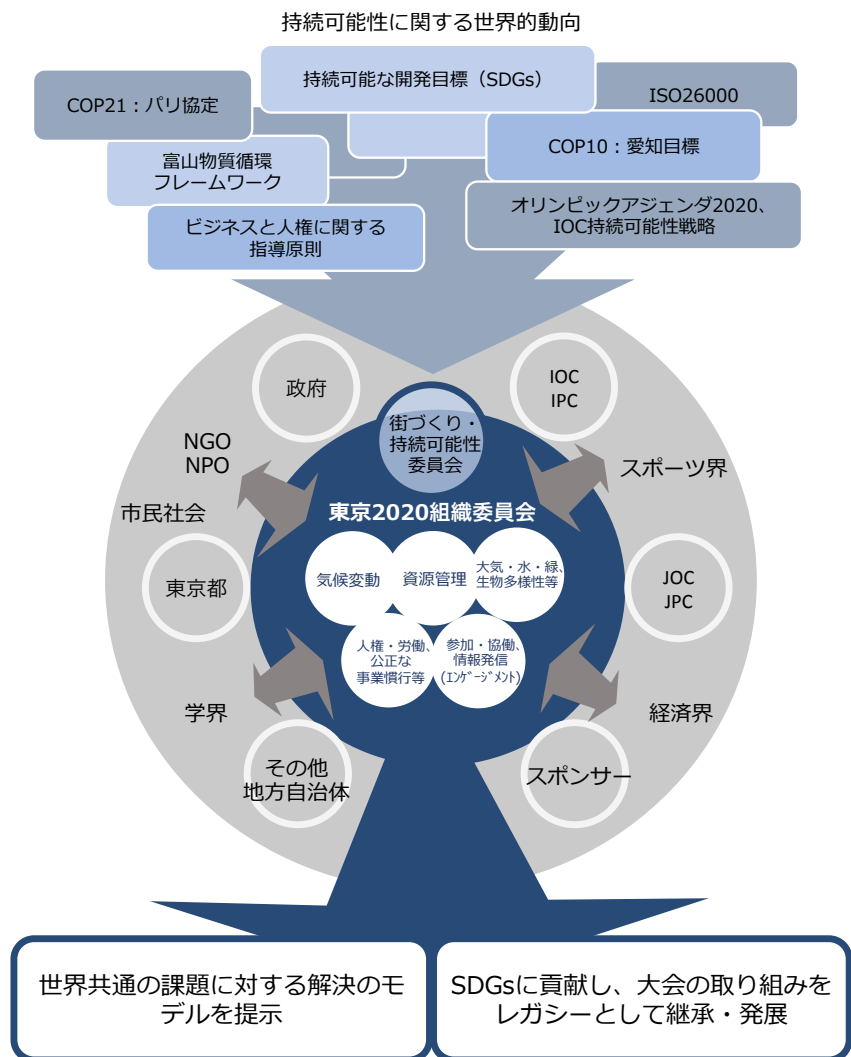 持続可能性に関する世界的動向
持続可能な開発目標（SDGs）
COP21：パリ協定
ISO26000
富山物質循環
フレームワーク
COP10：愛知目標
ビジネスと人権に関する
指導原則
オリンピックアジェンダ2020、
IOC持続可能性戦略
政府
IOC
IPC
街づくり・
持続可能性
委員会
NGO
NPO
スポーツ界
市民社会
東京2020組織委員会
東京都
気候変動
資源管理
大気・水・緑、
生物多様性等
JOC
JPC
人権・労働、
公正な
事業慣行等
参加・協働、
情報発信
(ｴﾝｹﾞｰｼﾞﾒﾝﾄ)
学界
経済界
その他
地方自治体
スポンサー
世界共通の課題に対する解決のモ
デルを提示
SDGsに貢献し、大会の取り組みを
レガシーとして継承・発展